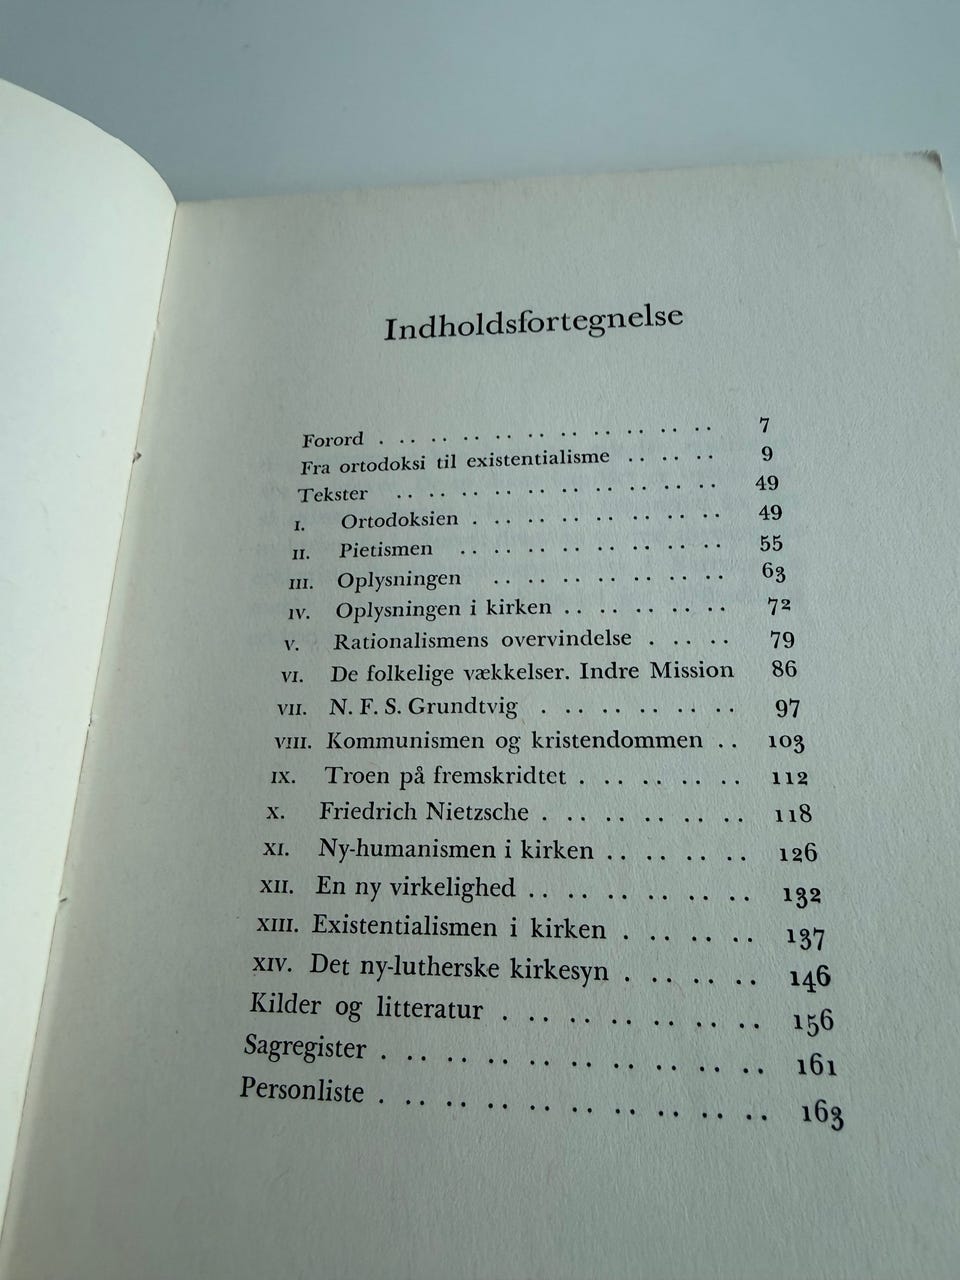 Indholdsfortegnelse
Forord . .. .. .. .. .. .. .. .. 7
Fra ortodoksi til existentialisme .. .. .. 9
Tekster .. .. .. .. .. .. .. .. .. 49
I. Ortodoksien . .. .. .. .. .. .. 49
II. Pietismen .. .. .. .. .. .. .. 55
III. Oplysningen .. .. .. .. .. .. 63
IV. Oplysningen i kirken .. .. .. .. 72
V. Rationalismens overvindelse . .. .. 79
VI. De folkelige vækkelser. Indre Mission 86
VII. N. F. S. Grundtvig . .. .. .. .. .. 97
VIII. Kommunismen og kristendommen .. 103
IX. Troen på fremskridtet . .. .. .. .. 112
X. Friedrich Nietzsche . .. .. .. .. .. 118
XI. Ny-humanismen i kirken .. .. .. .. 126
XII. En ny virkelighed .. .. .. .. .. .. 132
XIII. Existentialismen i kirken . .. .. .. 137
XIV. Det ny-lutherske kirkesyn . .. .. .. 146
Kilder og litteratur . .. .. .. .. .. .. 156
Sagregister . .. .. .. .. .. .. .. .. .. 161
Personliste . .. .. .. .. .. .. .. .. .. 163